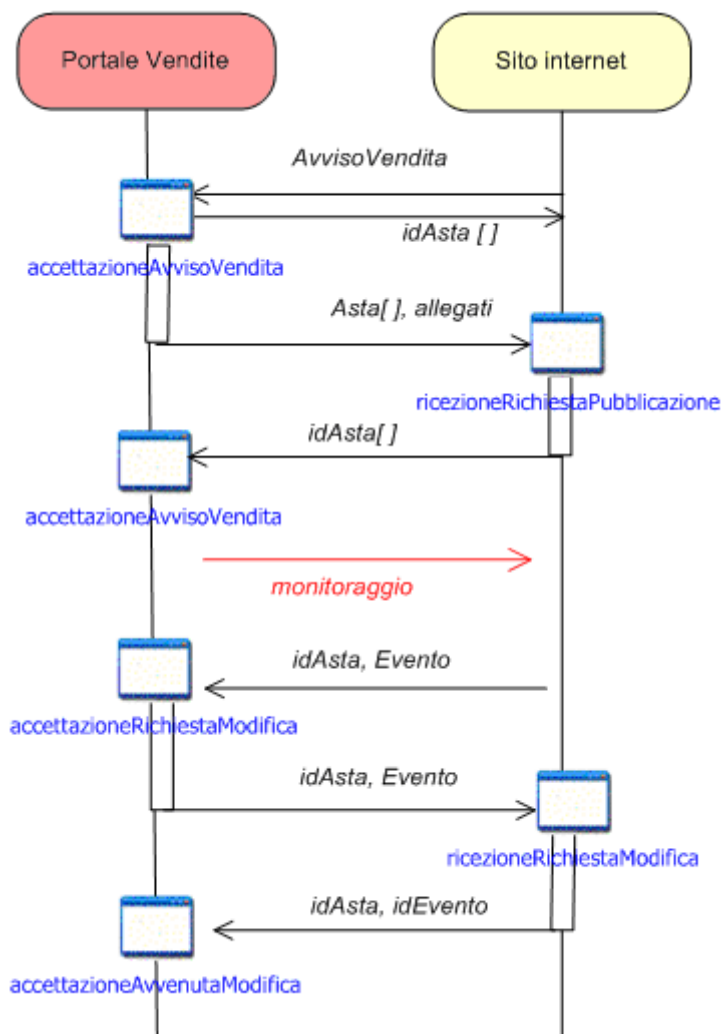 Portale Vendite
Sito internet
AvvisoVendita
idAsta [ ]
accettazioneAvvisoVendita
Asta[ ], allegati
ricezioneRichiestaPubblicazione
idAsta[ ]
accettazioneAvvisoVendita
monitoraggio
idAsta, Evento
accettazioneRichiestaModifica
idAsta, Evento
ricezioneRichiestaModifica
idAsta, idEvento
accettazioneAvvenutaModifica